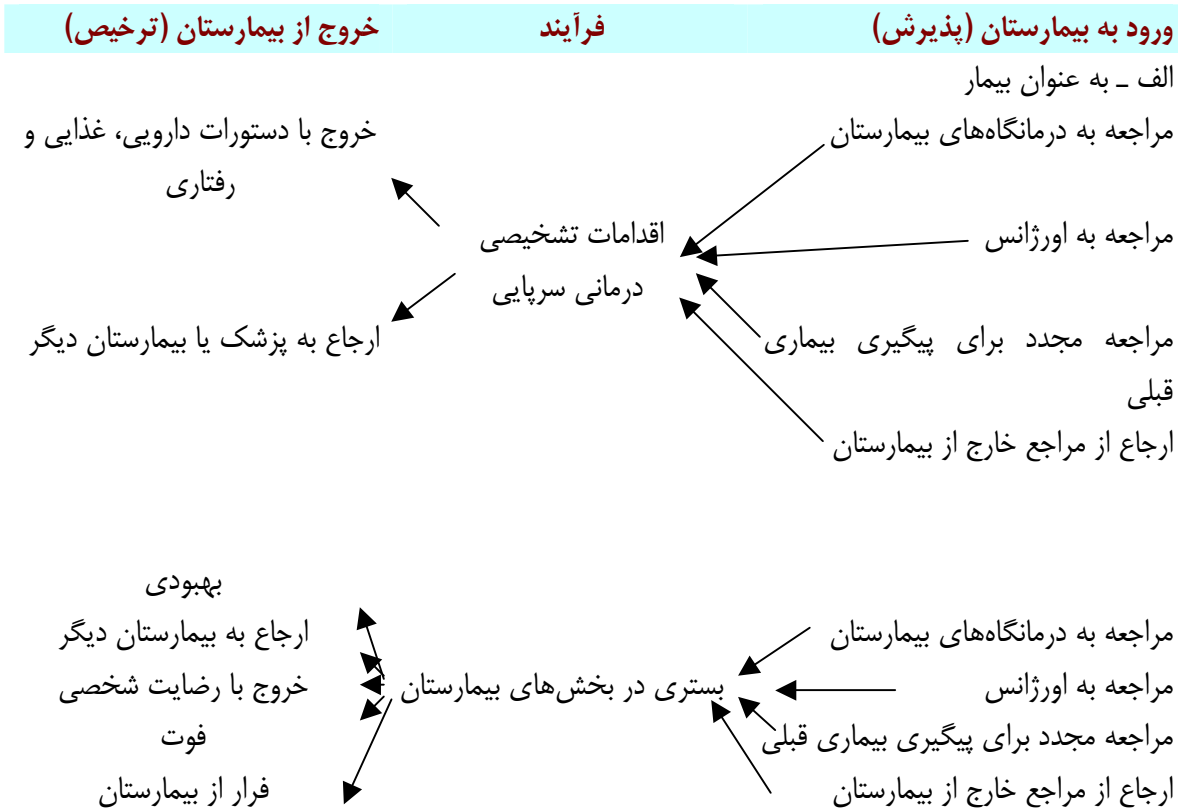 ورود به بیمارستان (پذیرش) فرآیند خروج از بیمارستان (ترخیص)
الف ـ به عنوان بیمار
مراجعه به درمانگاه‌های بیمارستان
خروج با دستورات دارویی، غذایی و
رفتاری
مراجعه به اورژانس
اقدامات تشخیصی
درمانی سرپایی
مراجعه مجدد برای پیگیری بیماری
قبلی
ارجاع به پزشک یا بیمارستان دیگر
ارجاع از مراجع خارج از بیمارستان
بهبودی
مراجعه به درمانگاه‌های بیمارستان
ارجاع به بیمارستان دیگر
مراجعه به اورژانس
بستری در بخش‌های بیمارستان
خروج با رضایت شخصی
مراجعه مجدد برای پیگیری بیماری قبلی
فوت
ارجاع از مراجع خارج از بیمارستان
فرار از بیمارستان